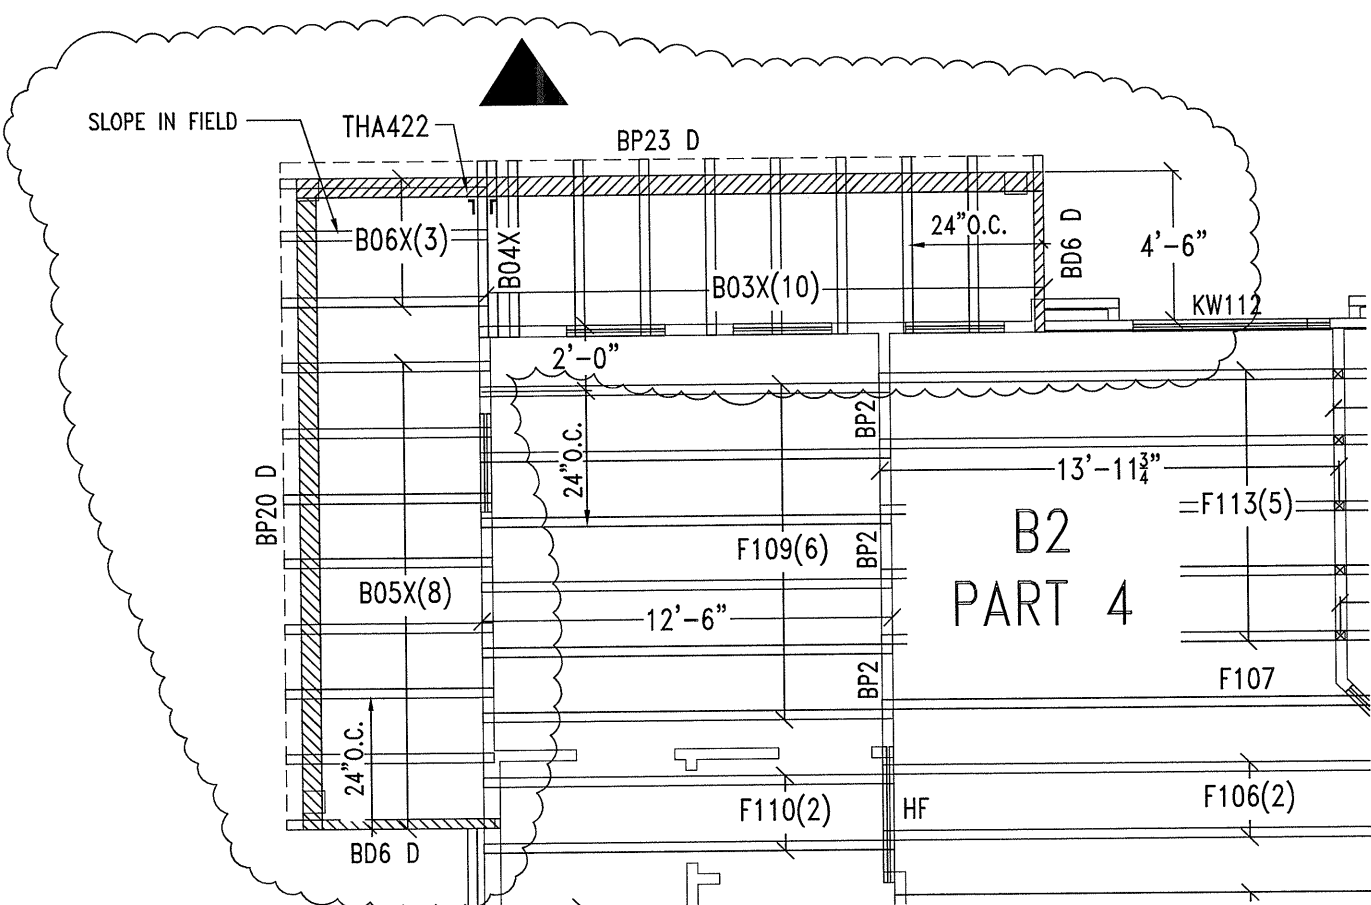 SLOPE IN FIELD
THA422
BP23 D
B06X(3)
B04X
24"O.C.
BD6 D
4'-6"
B03X(10)
KW112
2'-0"
BP2
24"O.C.
13'-11 3/4"
F113(5)
BP20 D
B2
PART 4
F109(6)
BP2
B05X(8)
12'-6"
BP2
F107
24"O.C.
F110(2)
HF
F106(2)
BD6 D